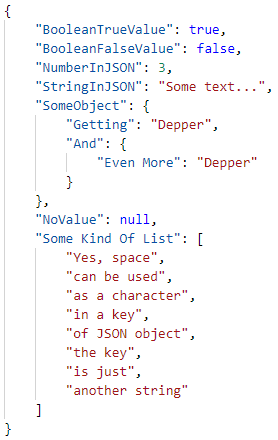 {
    "BooleanTrueValue": true,
    "BooleanFalseValue": false,
    "NumberInJSON": 3,
    "StringInJSON": "Some text...",
    "SomeObject": {
        "Getting": "Depper",
        "And": {
            "Even More": "Depper"
        }
    },
    "NoValue": null,
    "Some Kind Of List": [
        "Yes, space",
        "can be used",
        "as a character",
        "in a key",
        "of JSON object",
        "the key",
        "is just",
        "another string"
    ]
}